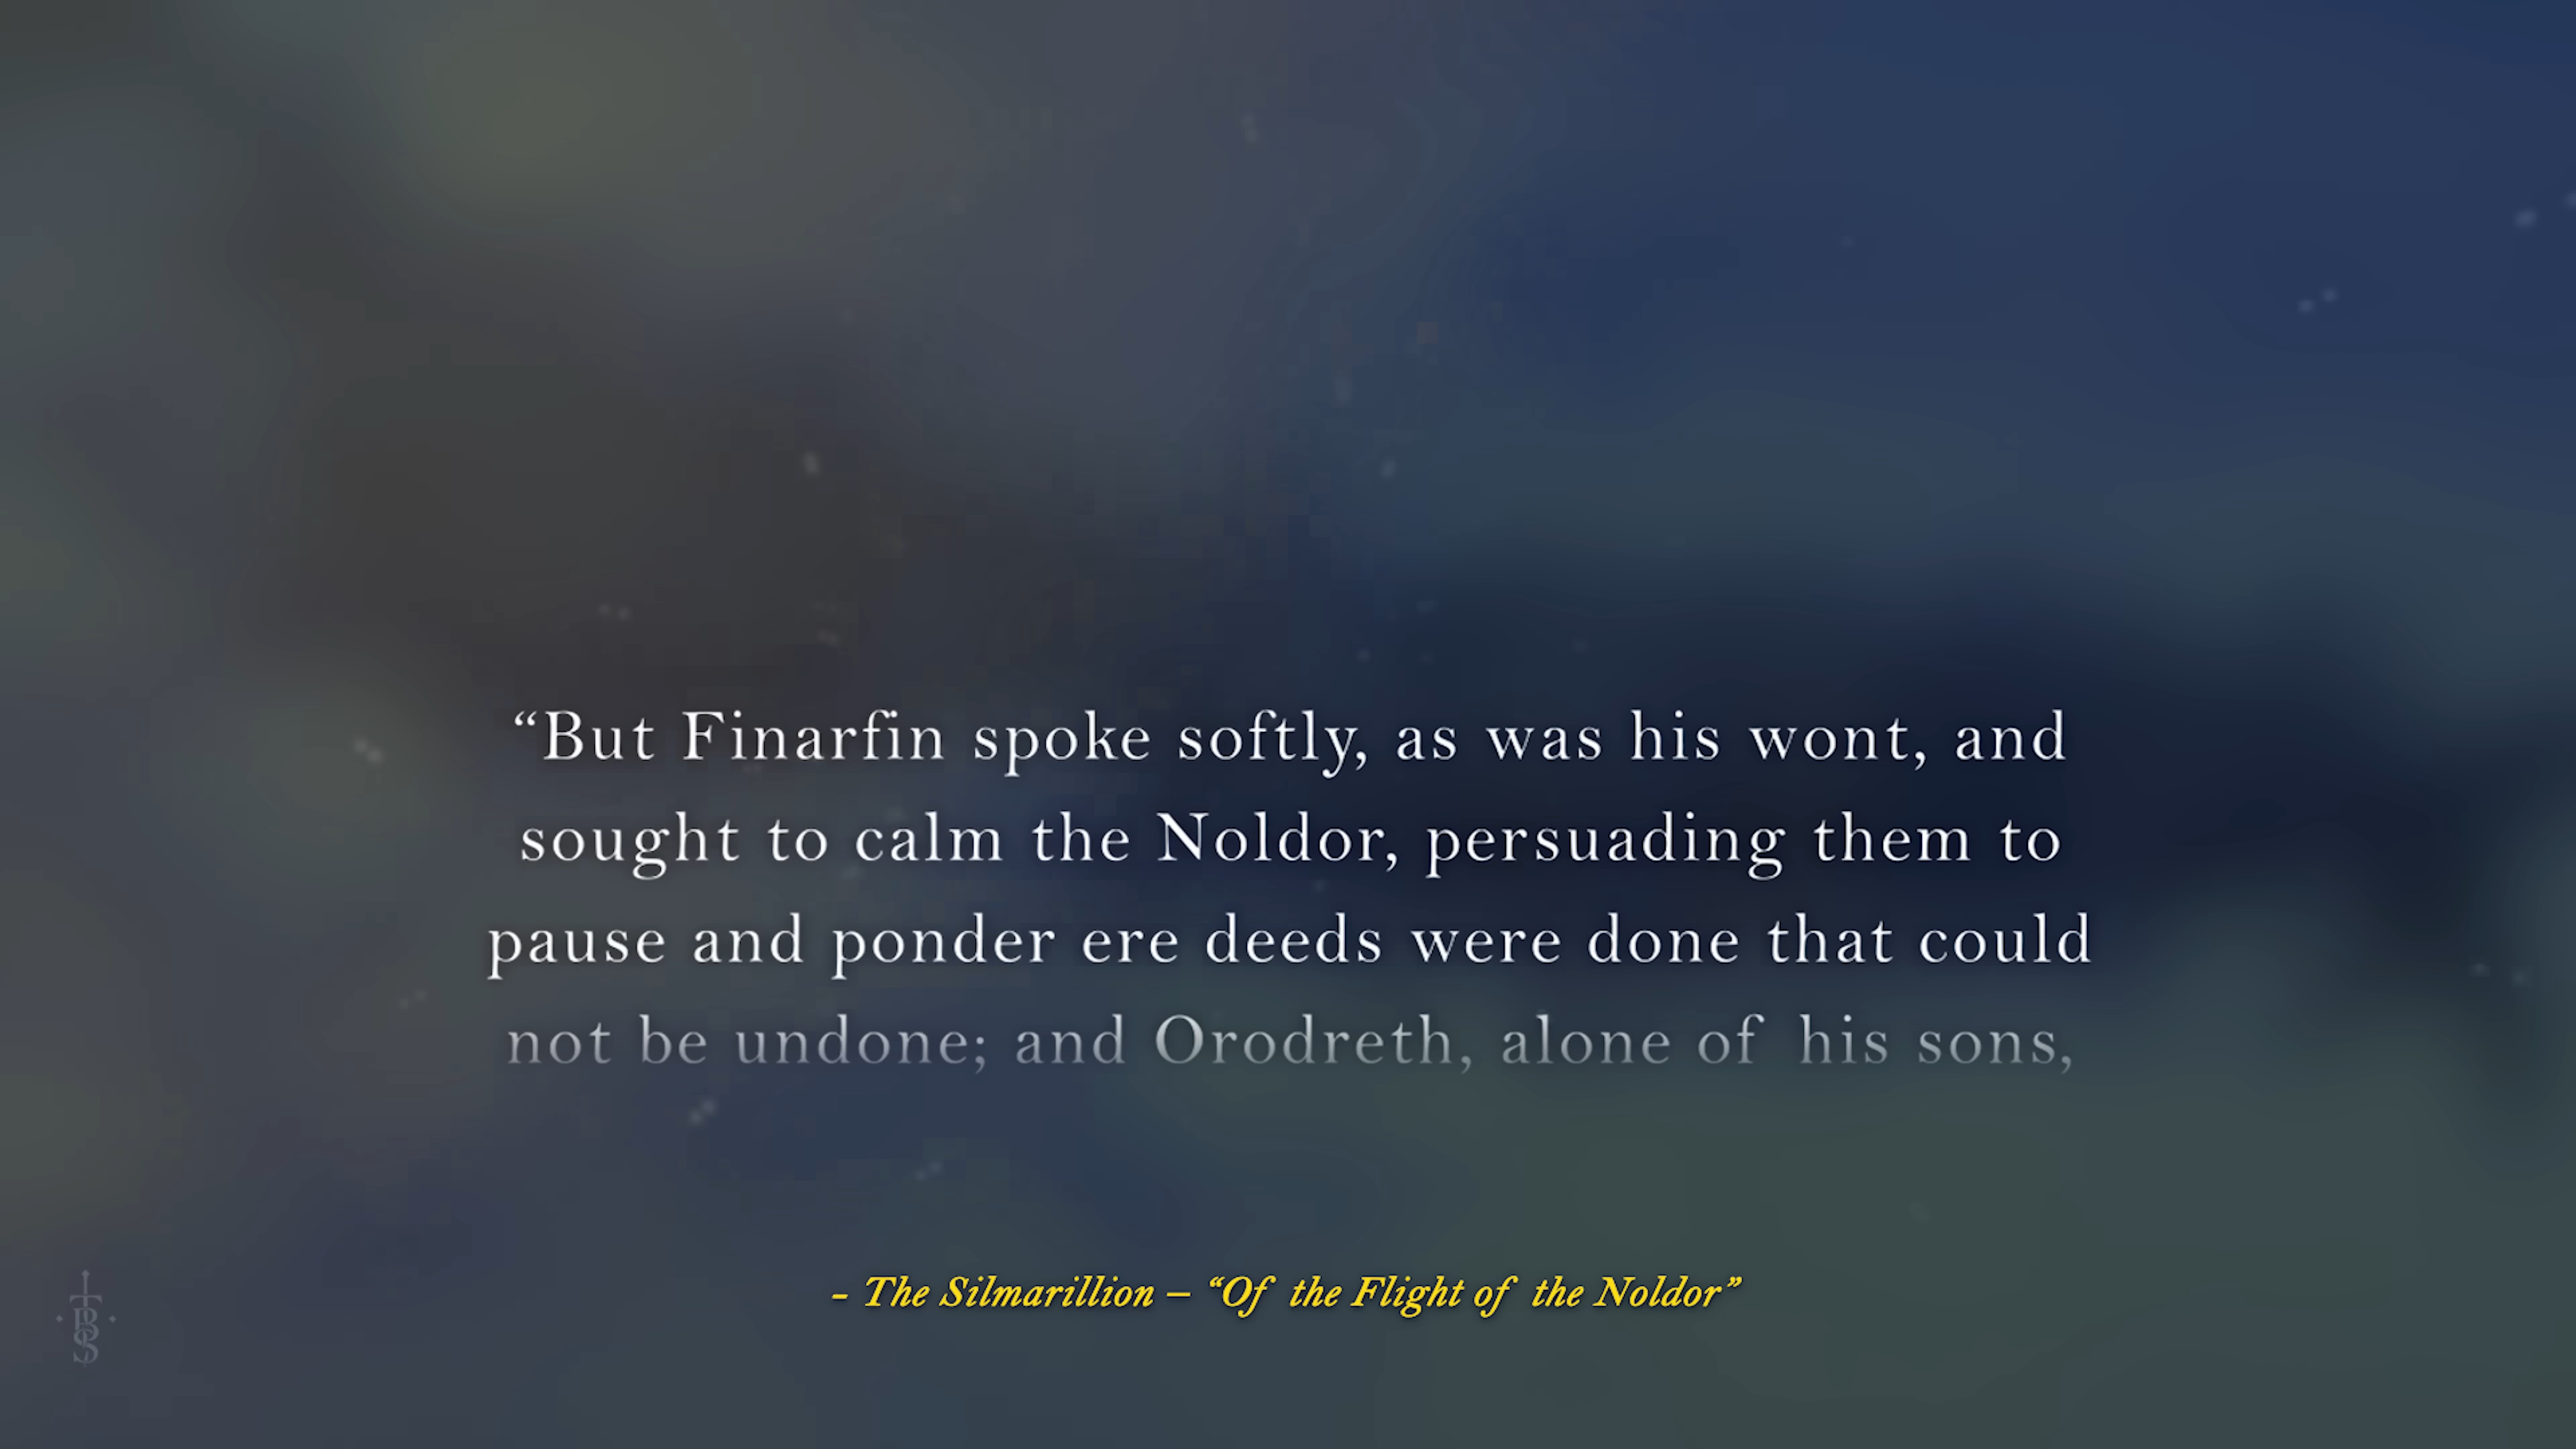 “But Finarfin spoke softly, as was his wont, and
sought to calm the Noldor, persuading them to
pause and ponder ere deeds were done that could
not be undone; and Orodreth, alone of his sons,
- The Silmarillion – “Of the Flight of the Noldor”
TBS